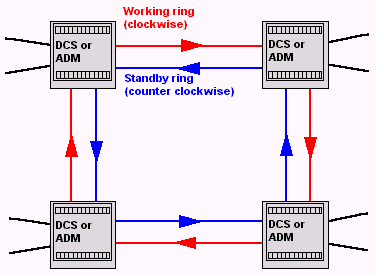 Working ring
(clockwise)
DCS or
ADM
DCS or
ADM
Standby ring
(counter clockwise)
DCS or
ADM
DCS or
ADM